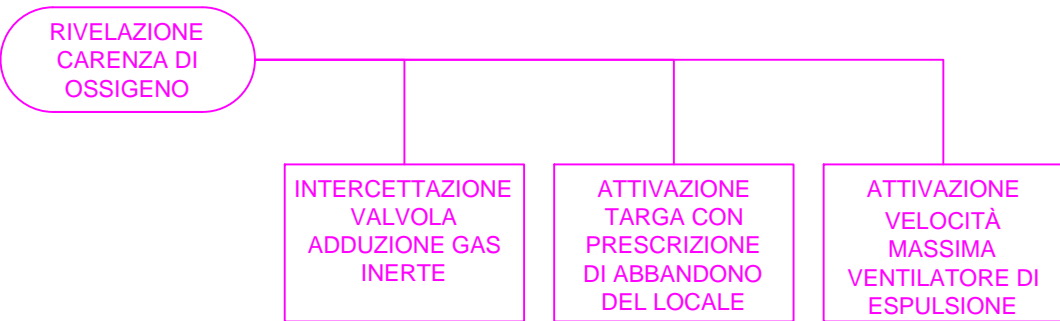 RIVELAZIONE
CARENZA DI
OSSIGENO
INTERCETTAZIONE
VALVOLA
ADDUZIONE GAS
INERTE
ATTIVAZIONE
TARGA CON
PRESCRIZIONE
DI ABBANDONO
DEL LOCALE
ATTIVAZIONE
VELOCITÀ
MASSIMA
VENTILATORE DI
ESPULSIONE